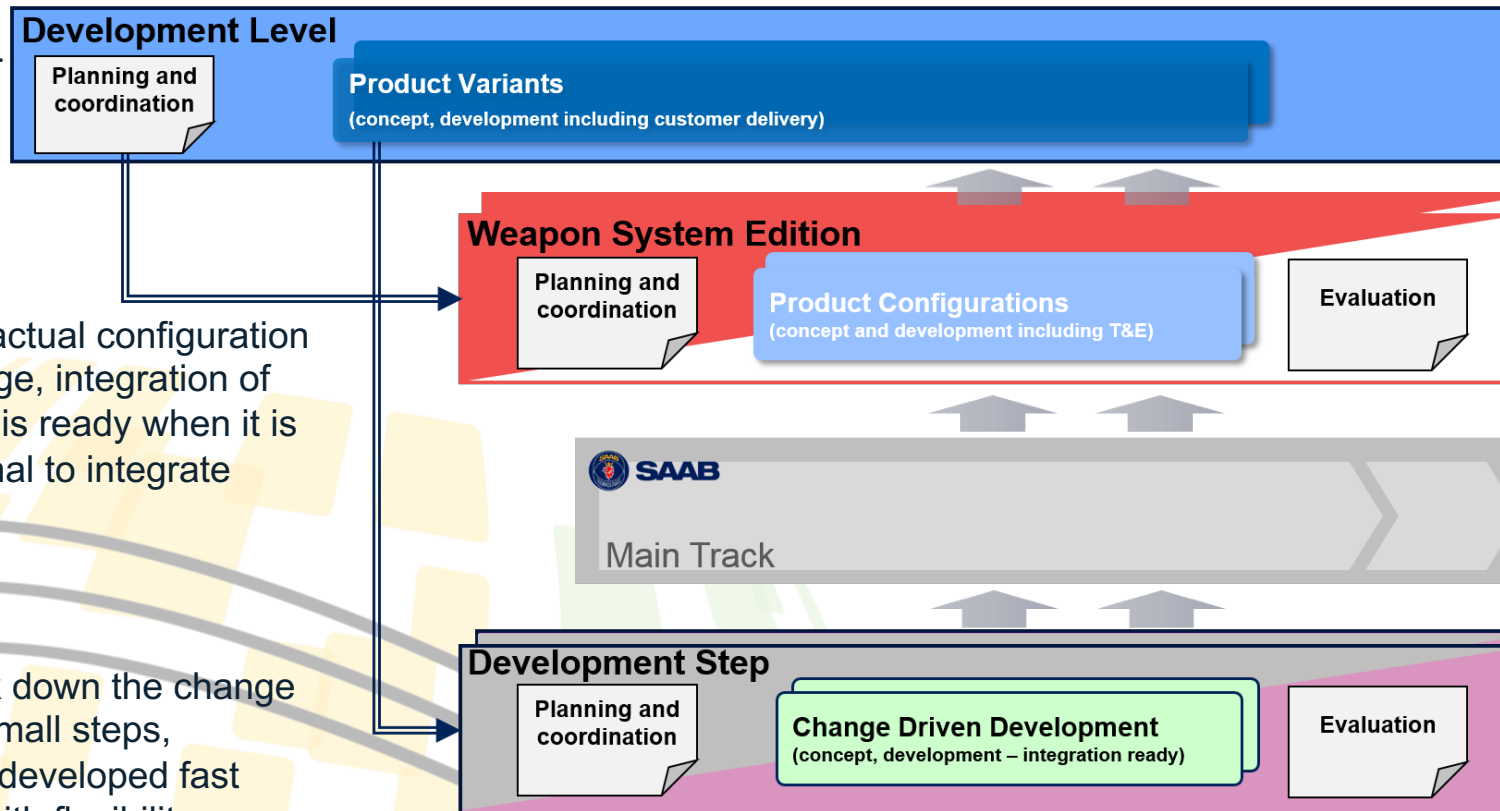 Development Level
Planning and
coordination
Product Variants
(concept, development including customer delivery)
Weapon System Edition
Planning and
coordination
Product Configurations
(concept and development including T&E)
Evaluation
actual configuration
integration of
is ready when it is
to integrate
SAAB
Main Track
down the change
small steps,
developed fast
flexibility
Development Step
Planning and
coordination
Change Driven Development
(concept, development – integration ready)
Evaluation